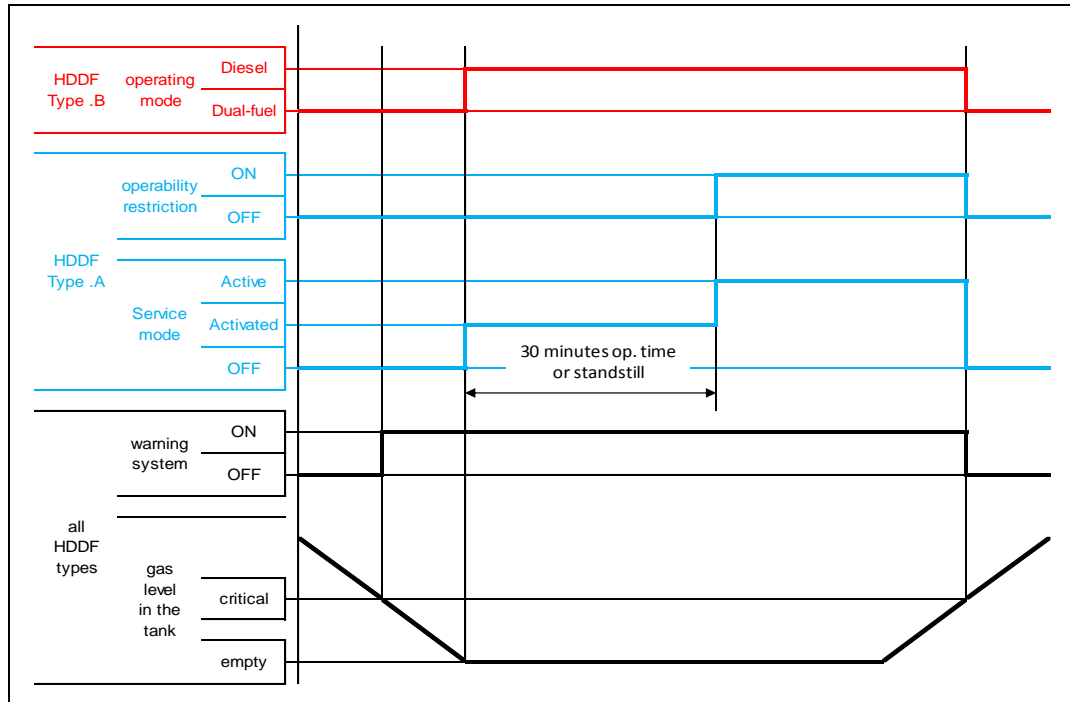 HDDF
Type .B
operating
mode
Diesel
Dual-fuel
HDDF
Type .A
operability
restriction
ON
OFF
Service
mode
Active
Activated
OFF
30 minutes op. time
or standstill
all
HDDF
types
warning
system
ON
OFF
gas
level
in the
tank
critical
empty